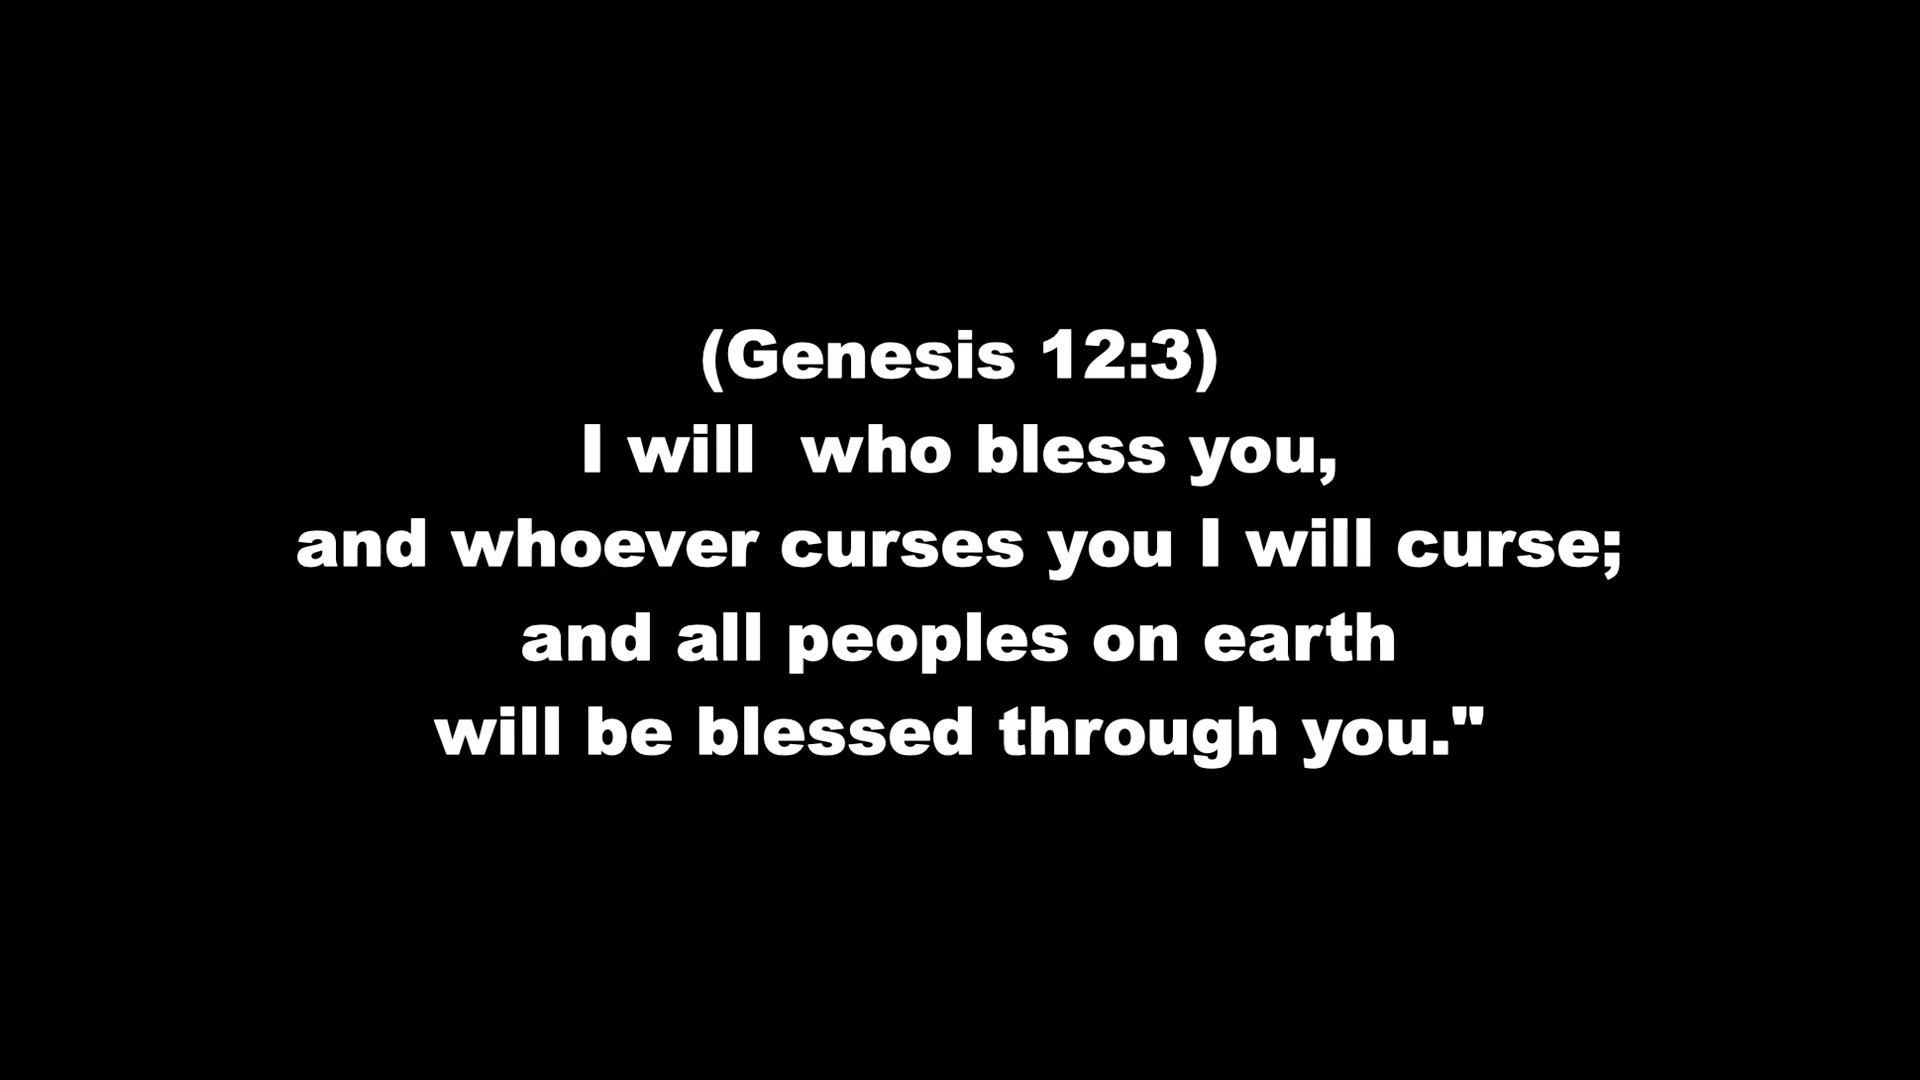 (Genesis 12:3)
I will  who bless you,
and whoever curses you I will curse;
and all peoples on earth
will be blessed through you."